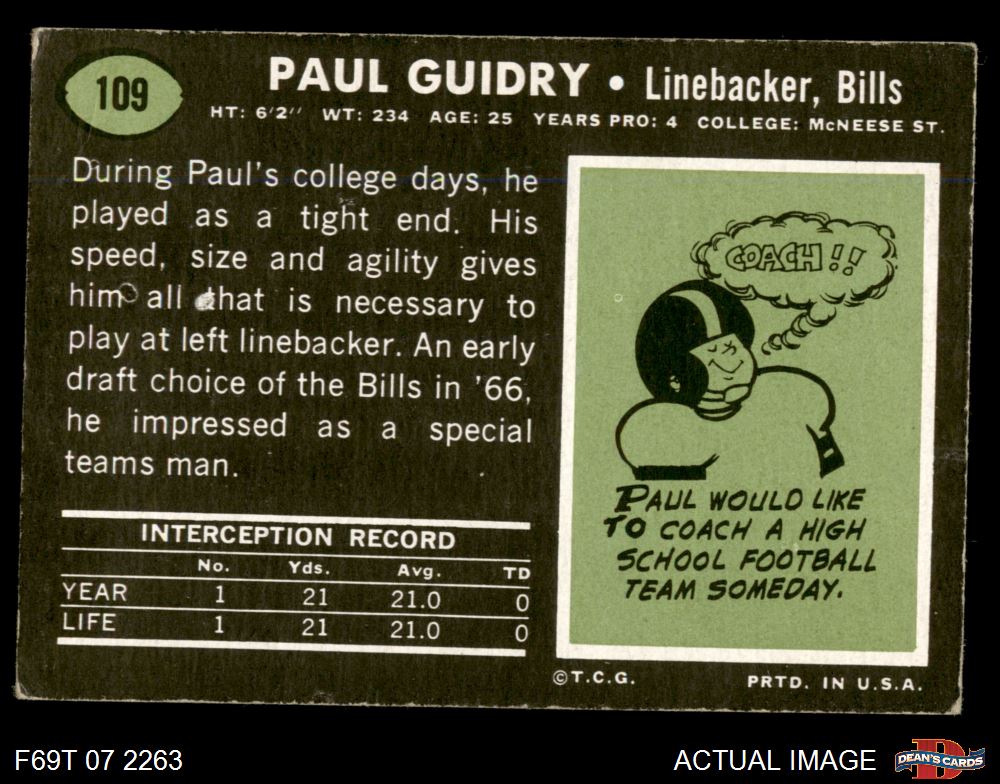 109
PAUL GUIDRY • Linebacker, Bills
HT: 6'2" WT: 234 AGE: 25 YEARS PRO: 4 COLLEGE: McNEESE ST.
During Paul's college days, he
played as a tight end. His
speed, size and agility gives
him all that is necessary to
play at left linebacker. An early
draft choice of the Bills in '66,
he impressed as a special
teams man.
COACH!!
PAUL WOULD LIKE
TO COACH A HIGH
SCHOOL FOOTBALL
TEAM SOMEDAY.
INTERCEPTION RECORD
No. Yds. Avg. TD
YEAR 1 21 21.0 0
LIFE 1 21 21.0 0
©T.C.G. PRTD. IN U.S.A.
F69T 07 2263 ACTUAL IMAGE
DEAN'S CARDS